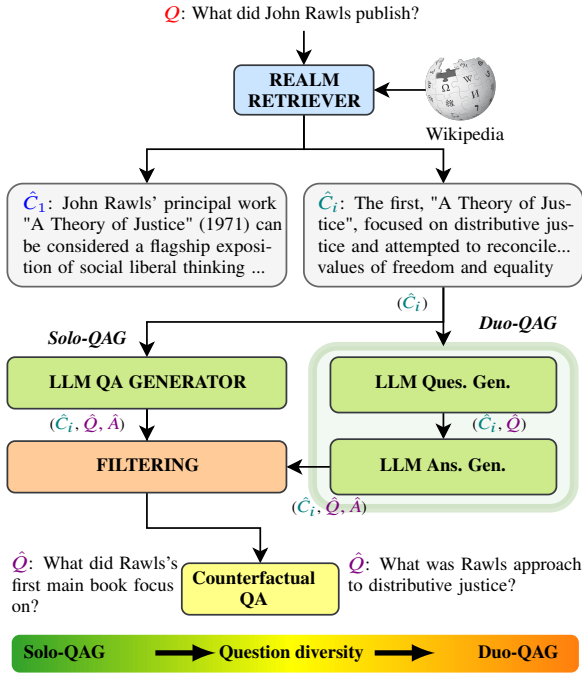 Q: What did John Rawls publish?
REALM
RETRIEVER
Wikipedia
Ĉ₁: John Rawls' principal work
"A Theory of Justice" (1971) can
be considered a flagship exposi-
tion of social liberal thinking ...
Ĉᵢ: The first, "A Theory of Jus-
tice", focused on distributive jus-
tice and attempted to reconcile...
values of freedom and equality
(Ĉᵢ)
Solo-QAG
Duo-QAG
LLM QA GENERATOR
LLM Ques. Gen.
(Ĉᵢ, Q̂, Â)
(Ĉᵢ, Q̂)
FILTERING
LLM Ans. Gen.
(Ĉᵢ, Q̂, Â)
Q̂: What did Rawls's
first main book focus
on?
Counterfactual
QA
Q̂: What was Rawls approach
to distributive justice?
Solo-QAG Question diversity Duo-QAG